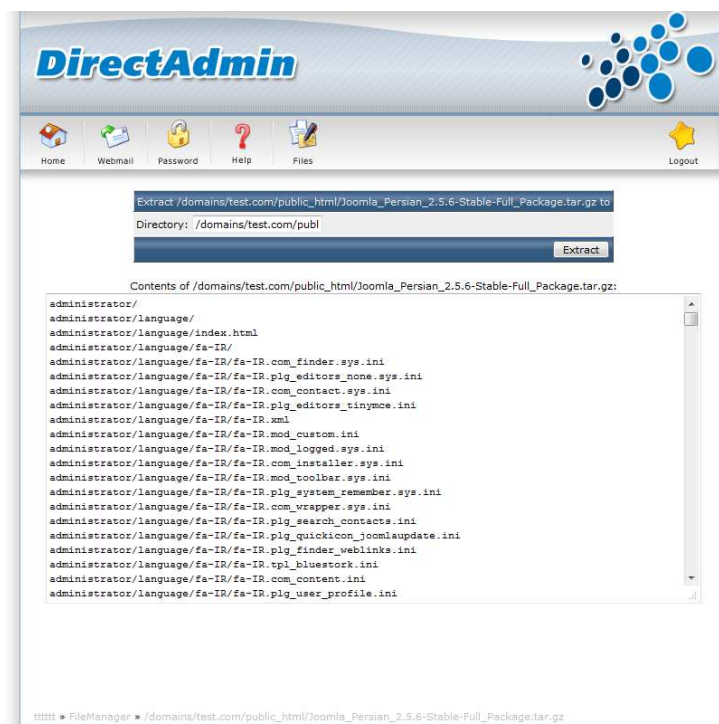 DirectAdmin
Home Webmail Password Help Files Logout
Extract /domains/test.com/public_html/Joomla_Persian_2.5.6-Stable-Full_Package.tar.gz to
Directory: /domains/test.com/publ
Extract
Contents of /domains/test.com/public_html/Joomla_Persian_2.5.6-Stable-Full_Package.tar.gz:
administrator/
administrator/language/
administrator/language/index.html
administrator/language/fa-IR/
administrator/language/fa-IR/fa-IR.com_finder.sys.ini
administrator/language/fa-IR/fa-IR.plg_editors_none.sys.ini
administrator/language/fa-IR/fa-IR.com_contact.sys.ini
administrator/language/fa-IR/fa-IR.plg_editors_tinymce.ini
administrator/language/fa-IR/fa-IR.xml
administrator/language/fa-IR/fa-IR.mod_custom.ini
administrator/language/fa-IR/fa-IR.mod_logged.sys.ini
administrator/language/fa-IR/fa-IR.com_installer.sys.ini
administrator/language/fa-IR/fa-IR.mod_toolbar.sys.ini
administrator/language/fa-IR/fa-IR.plg_system_remember.sys.ini
administrator/language/fa-IR/fa-IR.com_wrapper.sys.ini
administrator/language/fa-IR/fa-IR.plg_search_contacts.ini
administrator/language/fa-IR/fa-IR.plg_quickicon_joomlaupdate.ini
administrator/language/fa-IR/fa-IR.plg_finder_weblinks.ini
administrator/language/fa-IR/fa-IR.tpl_bluestork.ini
administrator/language/fa-IR/fa-IR.com_content.ini
administrator/language/fa-IR/fa-IR.plg_user_profile.ini
tttttt » FileManager » /domains/test.com/public_html/Joomla_Persian_2.5.6-Stable-Full_Package.tar.gz